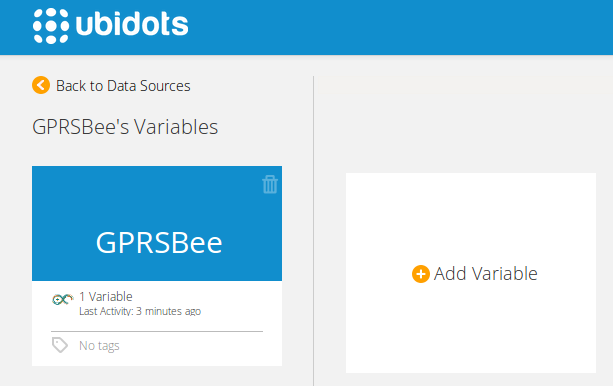 ubidots
Back to Data Sources
GPRSBee's Variables
GPRSBee
1 Variable
Last Activity: 3 minutes ago
No tags
Add Variable